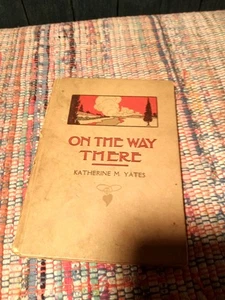 ON THE WAY
THERE
KATHERINE M. YATES